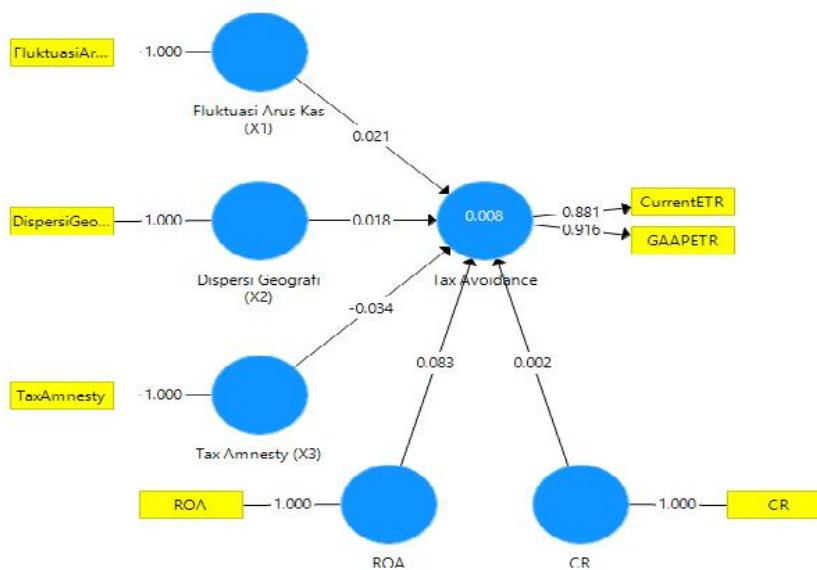 FluktuasiAr...
1.000
Fluktuasi Arus Kas
(X1)
0.021
DispersiGeo...
1.000
0.018
0.008
0.881
CurrentETR
0.916
GAAPETR
Dispersi Geografi
(X2)
Tax Avoidance
-0.034
TaxAmnesty
1.000
0.083
0.002
Tax Amnesty (X3)
ROA
1.000
1.000
CR
ROA
CR